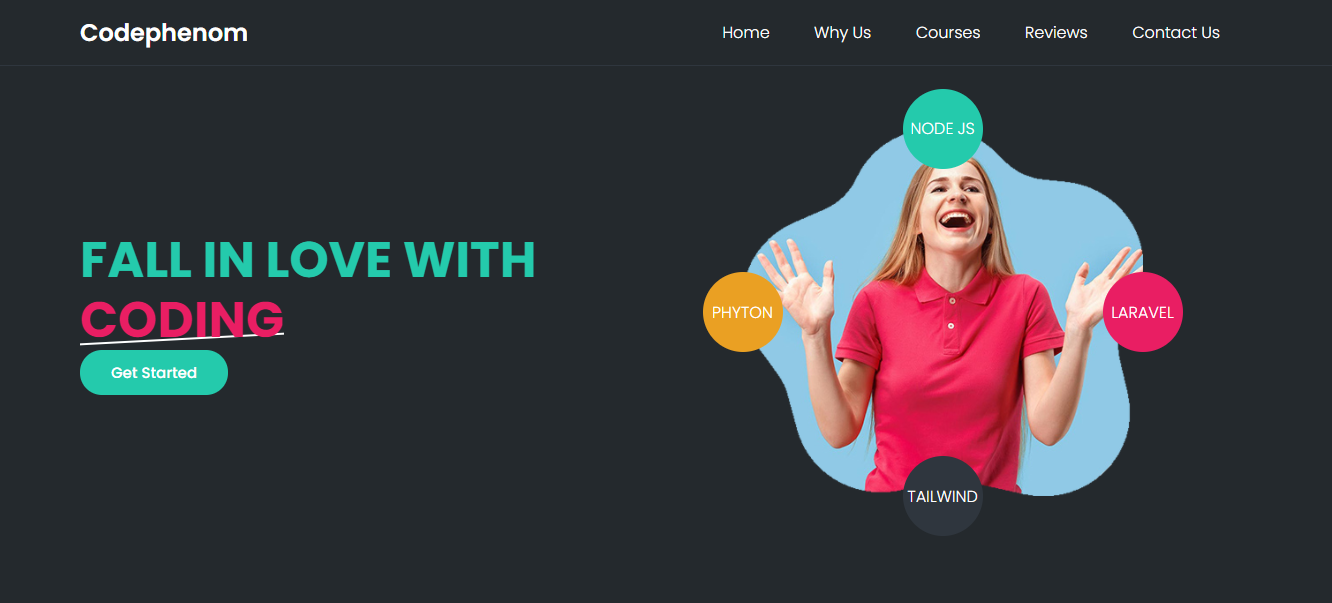 Codephenom
Home Why Us Courses Reviews Contact Us
NODE JS
FALL IN LOVE WITH
CODING
PHYTON
LARAVEL
Get Started
TAILWIND